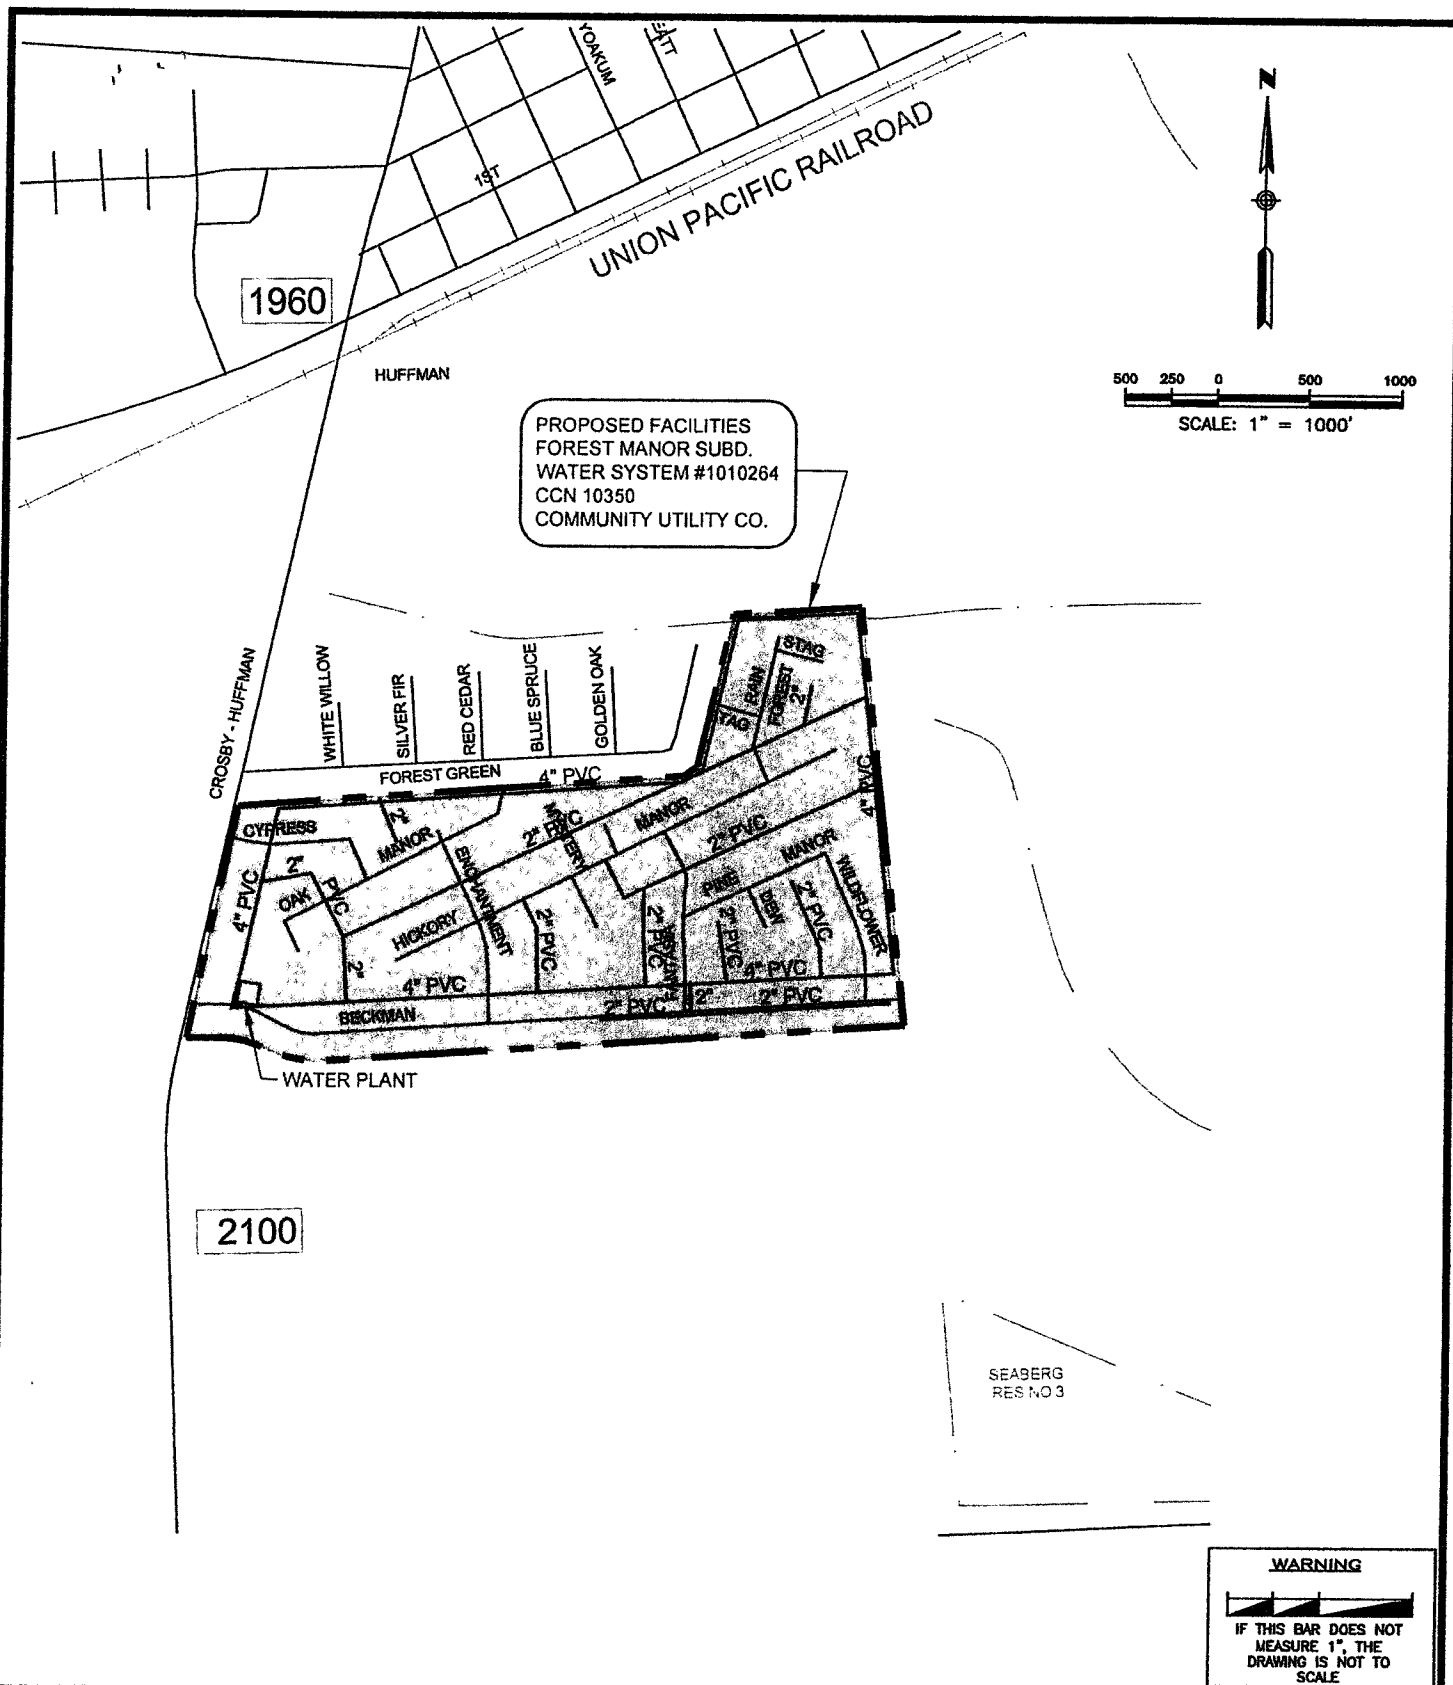 YOAKUM
1ST
UNION PACIFIC RAILROAD
N
1960
HUFFMAN
500 250 0 500 1000
SCALE: 1" = 1000'
PROPOSED FACILITIES
FOREST MANOR SUBD.
WATER SYSTEM #1010264
CCN 10350
COMMUNITY UTILITY CO.
CROSBY - HUFFMAN
WHITE WILLOW
SILVER FIR
RED CEDAR
BLUE SPRUCE
GOLDEN OAK
STAG
RAIN
FOREST
2"
TAG
FOREST GREEN
4" PVC
4" PVC
CYPRESS
2"
MANOR
2" PVC
MANOR
2" PVC
MANOR
2"
OAK
PVC
4" PVC
ENCHANTMENT
HICKORY
PINE
WILDFLOWER
2" PVC
2" PVC
2" PVC
2" PVC
2"
4" PVC
4" PVC
BECKMAN
2" PVC
2"
2" PVC
WATER PLANT
2100
SEABERG
RES NO 3
WARNING
IF THIS BAR DOES NOT
MEASURE 1", THE
DRAWING IS NOT TO
SCALE